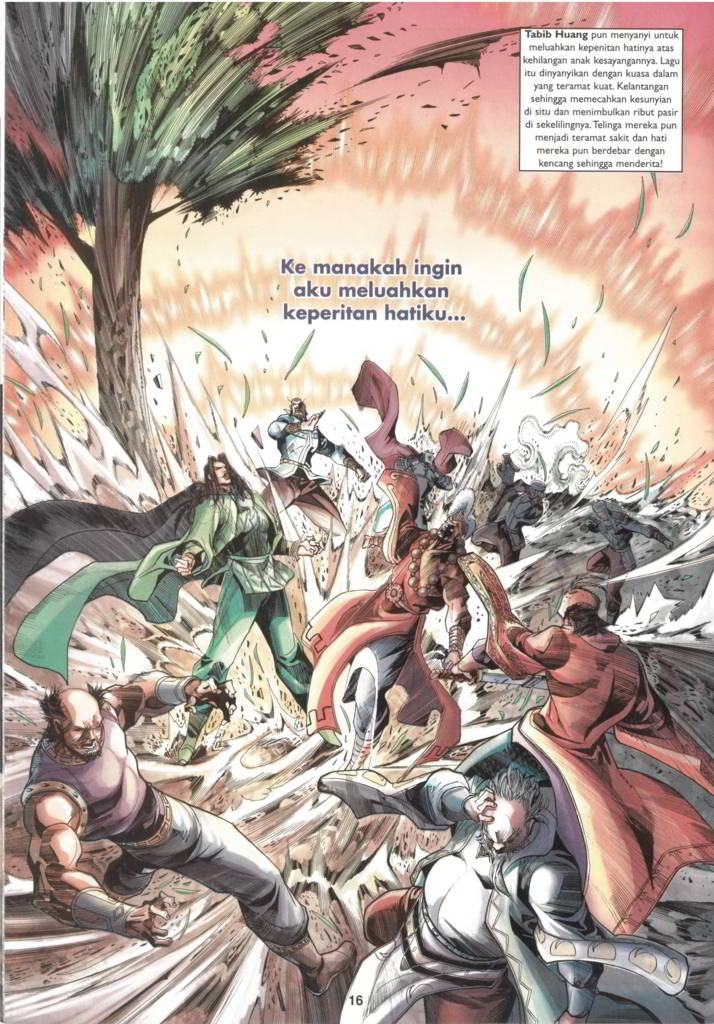 Tabib Huang pun menyanyi untuk
meluahkan kepenitan hatinya atas
kehilangan anak kesayangannya. Lagu
itu dinyanyikan dengan kuasa dalam
yang teramat kuat. Kelantangan
sehingga memecahkan kesunyian
di situ dan menimbulkan ribut pasir
di sekelilingnya. Telinga mereka pun
menjadi teramat sakit dan hati
mereka pun berdebar dengan
kencang sehingga menderita!
Ke manakah ingin
aku meluahkan
keperitan hatiku...
16